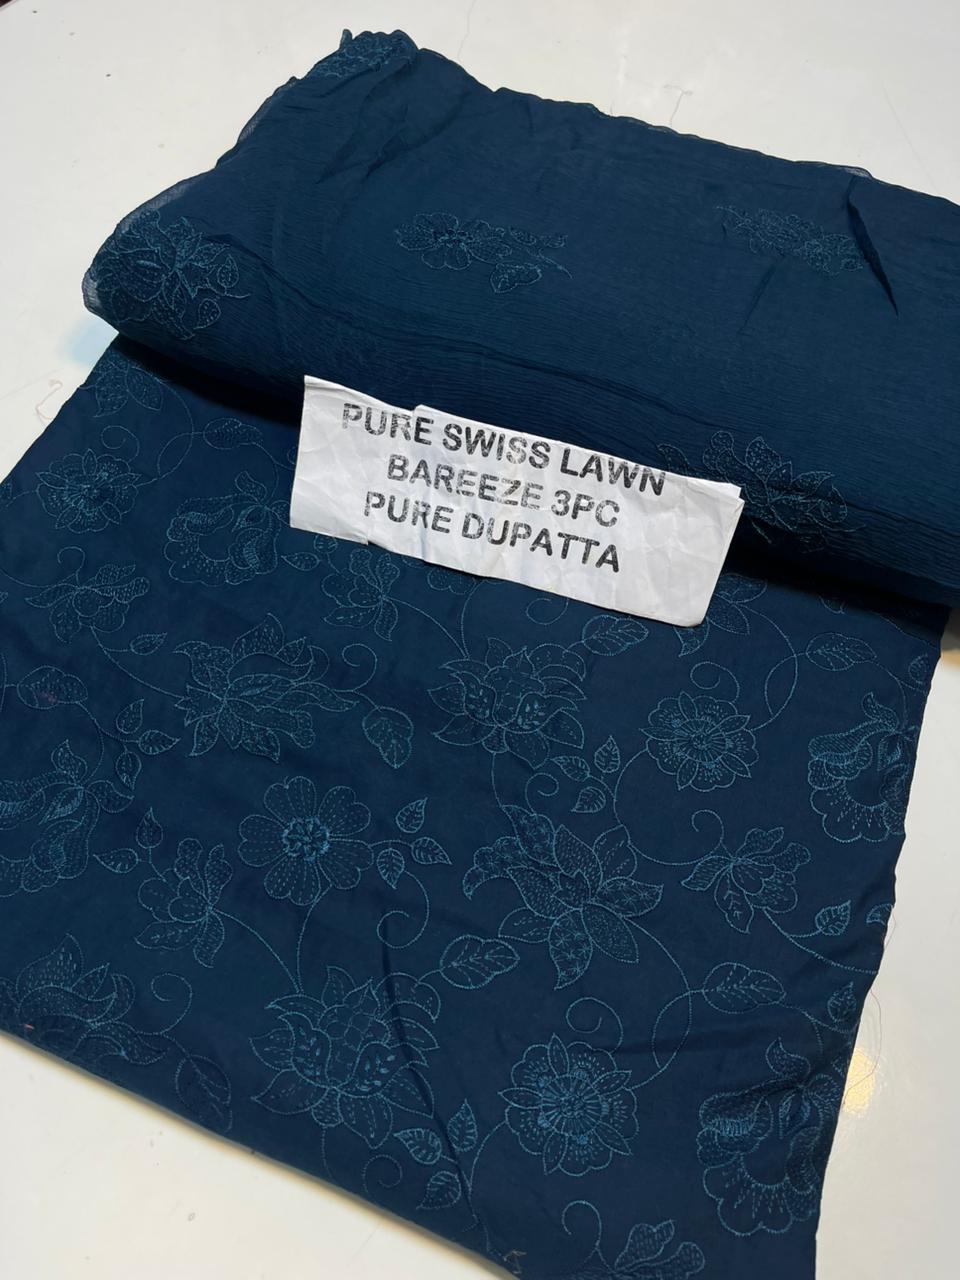 PURE SWISS LAWN
BAREEZE 3PC
PURE DUPATTA